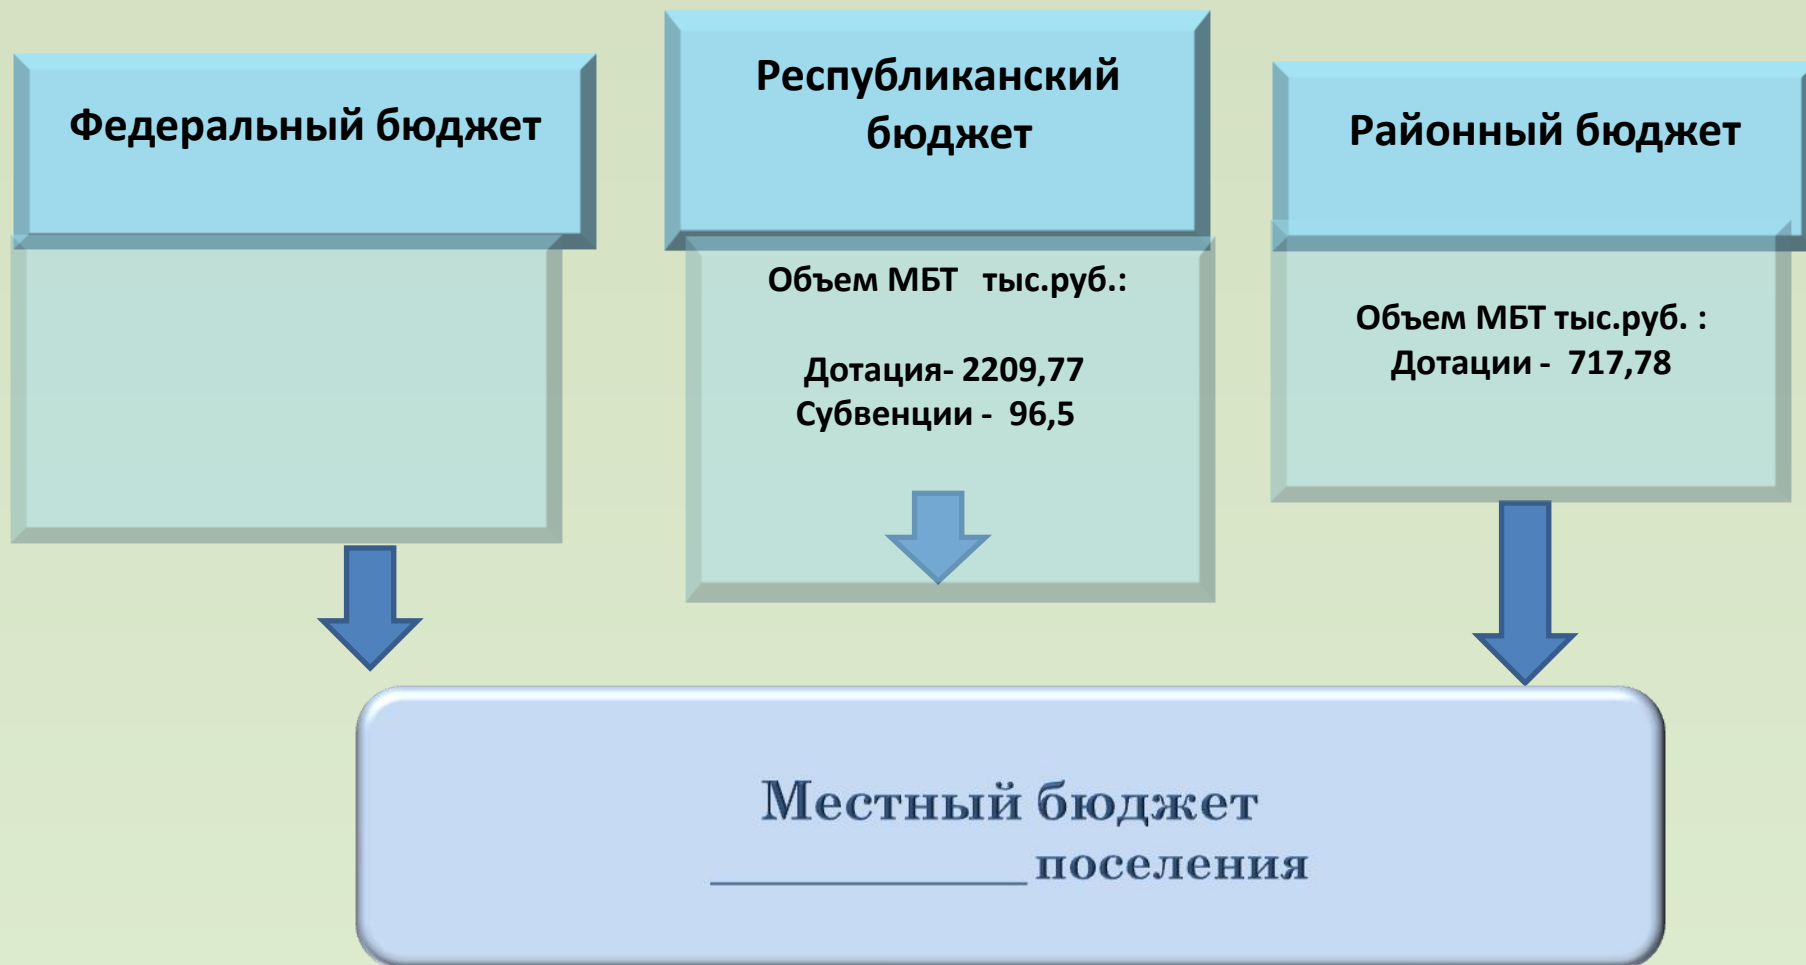 Федеральный бюджет
Республиканский
бюджет
Районный бюджет
Объем МБТ тыс.руб.:
Дотация- 2209,77
Субвенции - 96,5
Объем МБТ тыс.руб. :
Дотации - 717,78
Местный бюджет
______________ поселения